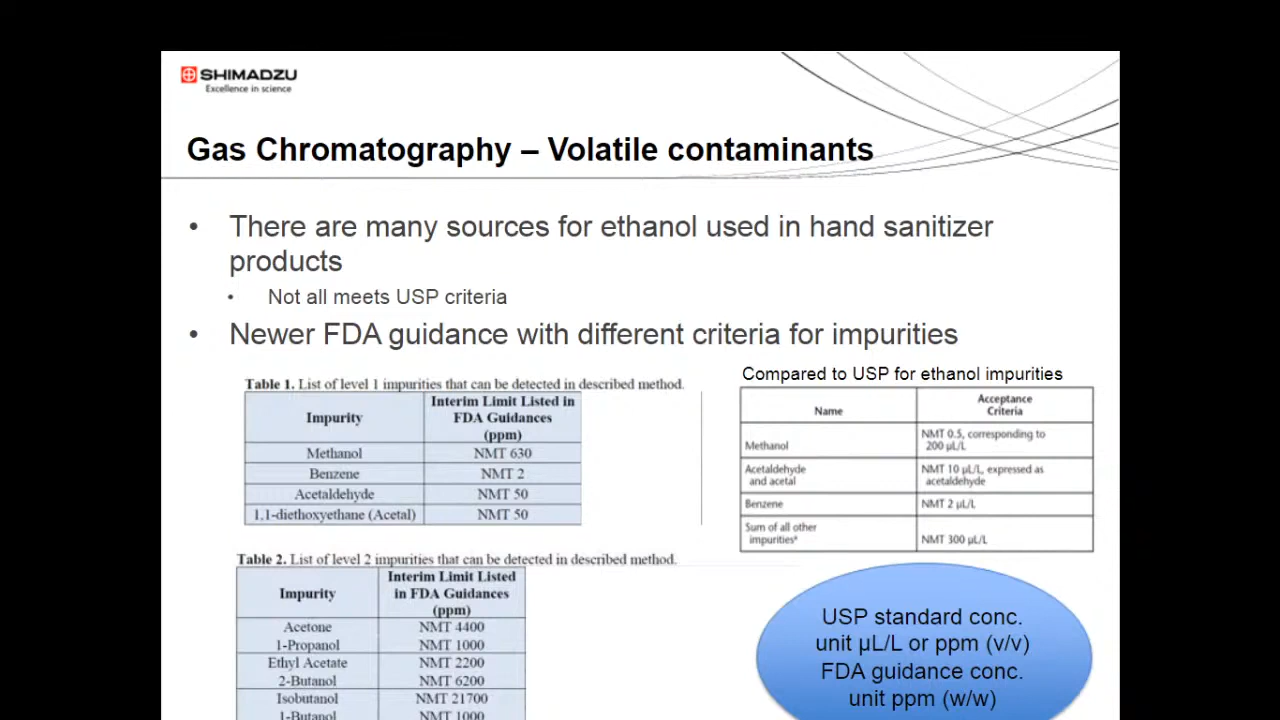 SHIMADZU
Excellence in science
Gas Chromatography – Volatile contaminants
• There are many sources for ethanol used in hand sanitizer
products
• Not all meets USP criteria
• Newer FDA guidance with different criteria for impurities
Table 1. List of level 1 impurities that can be detected in described method.
Impurity
Interim Limit Listed in
FDA Guidances
(ppm)
Methanol NMT 630
Benzene NMT 2
Acetaldehyde NMT 50
1,1-diethoxyethane (Acetal) NMT 50
Table 2. List of level 2 impurities that can be detected in described method.
Impurity
Interim Limit Listed
in FDA Guidances
(ppm)
Acetone NMT 4400
1-Propanol NMT 1000
Ethyl Acetate NMT 2200
2-Butanol NMT 6200
Isobutanol NMT 21700
1-Butanol NMT 1000
Compared to USP for ethanol impurities
Name
Acceptance
Criteria
Methanol
NMT 0.5, corresponding to
200 µL/L
Acetaldehyde
and acetal
NMT 10 µL/L, expressed as
acetaldehyde
Benzene NMT 2 µL/L
Sum of all other
impuritiesᵃ
NMT 300 µL/L
USP standard conc.
unit µL/L or ppm (v/v)
FDA guidance conc.
unit ppm (w/w)